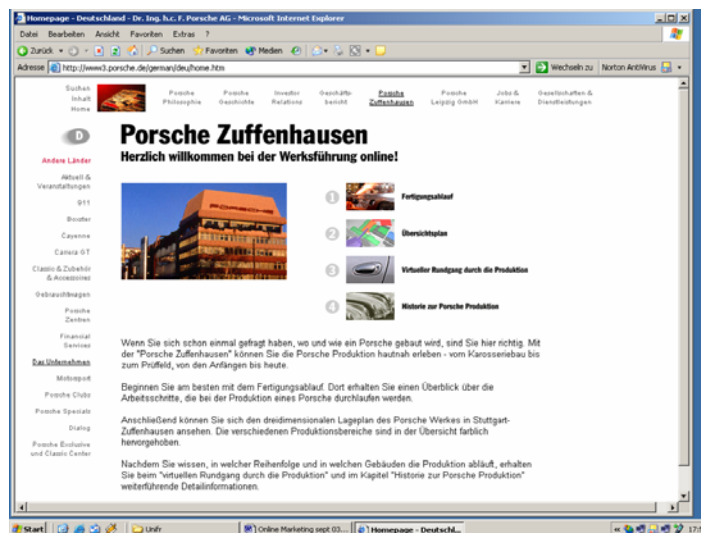 Homepage - Deutschland - Dr. Ing. h.c. F. Porsche AG - Microsoft Internet Explorer
Datei Bearbeiten Ansicht Favoriten Extras ?
Zurück Suchen Favoriten Medien
Adresse http://www3.porsche.de/german/deu/home.htm Wechseln zu Norton AntiVirus
Suchen
Inhalt
Home
Porsche
Philosophie
Porsche
Geschichte
Investor
Relations
Geschäfts-
bericht
Porsche
Zuffenhausen
Porsche
Leipzig GmbH
Jobs &
Karriere
Gesellschaften &
Dienstleistungen
D
Andere Länder
Aktuell &
Veranstaltungen
911
Boxster
Cayenne
Carrera GT
Classic & Zubehör
& Accessoires
Gebrauchtwagen
Porsche
Zentren
Financial
Services
Das Unternehmen
Motorsport
Porsche Clubs
Porsche Specials
Dialog
Porsche Exclusive
und Classic Center
Porsche Zuffenhausen
Herzlich willkommen bei der Werksführung online!
1 Fertigungsablauf
2 Übersichtsplan
3 Virtueller Rundgang durch die Produktion
4 Historie zur Porsche Produktion
Wenn Sie sich schon einmal gefragt haben, wo und wie ein Porsche gebaut wird, sind Sie hier richtig. Mit
der "Porsche Zuffenhausen" können Sie die Porsche Produktion hautnah erleben - vom Karosseriebau bis
zum Prüffeld, von den Anfängen bis heute.
Beginnen Sie am besten mit dem Fertigungsablauf. Dort erhalten Sie einen Überblick über die
Arbeitsschritte, die bei der Produktion eines Porsche durchlaufen werden.
Anschließend können Sie sich den dreidimensionalen Lageplan des Porsche Werkes in Stuttgart-
Zuffenhausen ansehen. Die verschiedenen Produktionsbereiche sind in der Übersicht farblich
hervorgehoben.
Nachdem Sie wissen, in welcher Reihenfolge und in welchen Gebäuden die Produktion abläuft, erhalten
Sie beim "virtuellen Rundgang durch die Produktion" und im Kapitel "Historie zur Porsche Produktion"
weiterführende Detailinformationen.
Start Unifr Online Marketing sept 03... Homepage - Deutschl...